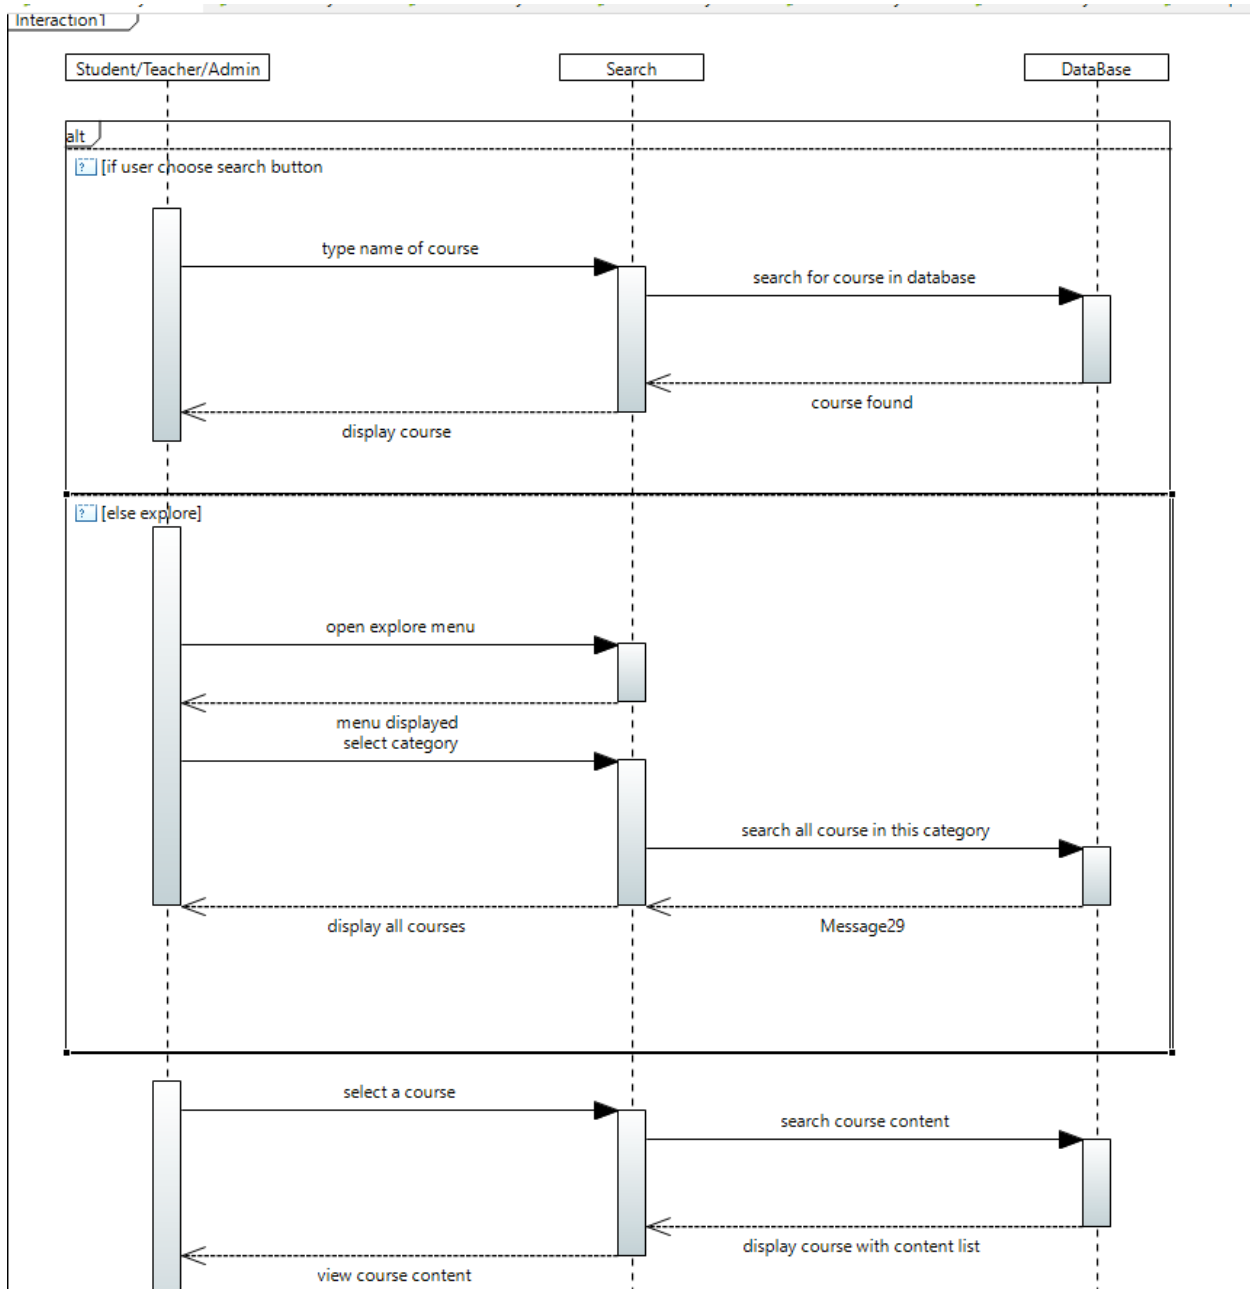 Interaction1
Student/Teacher/Admin
Search
DataBase
alt
[if user choose search button
type name of course
search for course in database
course found
display course
[else explore]
open explore menu
menu displayed
select category
search all course in this category
display all courses
Message29
select a course
search course content
display course with content list
view course content